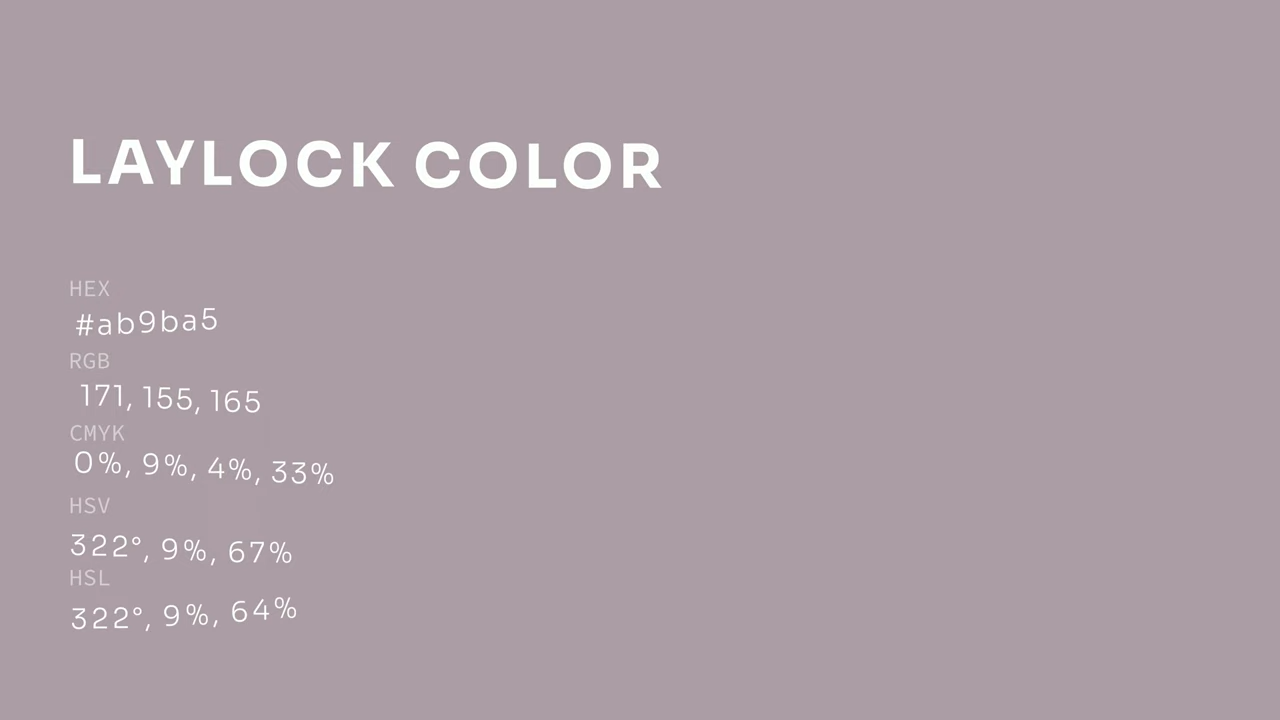 LAYLOCK COLOR
HEX
#ab9ba5
RGB
171, 155, 165
CMYK
0%, 9%, 4%, 33%
HSV
322°, 9%, 67%
HSL
322°, 9%, 64%